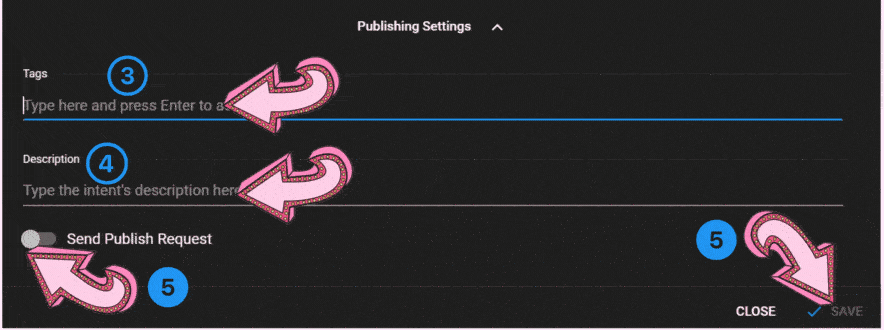 Publishing Settings
Tags 3
Type here and press Enter to a
Description 4
Type the intent's description here
Send Publish Request
5
5
CLOSE SAVE